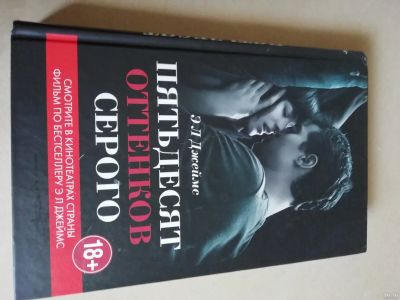 Э Л Джеймс
ПЯТЬДЕСЯТ
ОТТЕНКОВ
СЕРОГО
СМОТРИТЕ В КИНОТЕАТРАХ СТРАНЫ
ФИЛЬМ ПО БЕСТСЕЛЛЕРУ Э Л ДЖЕЙМС
18+